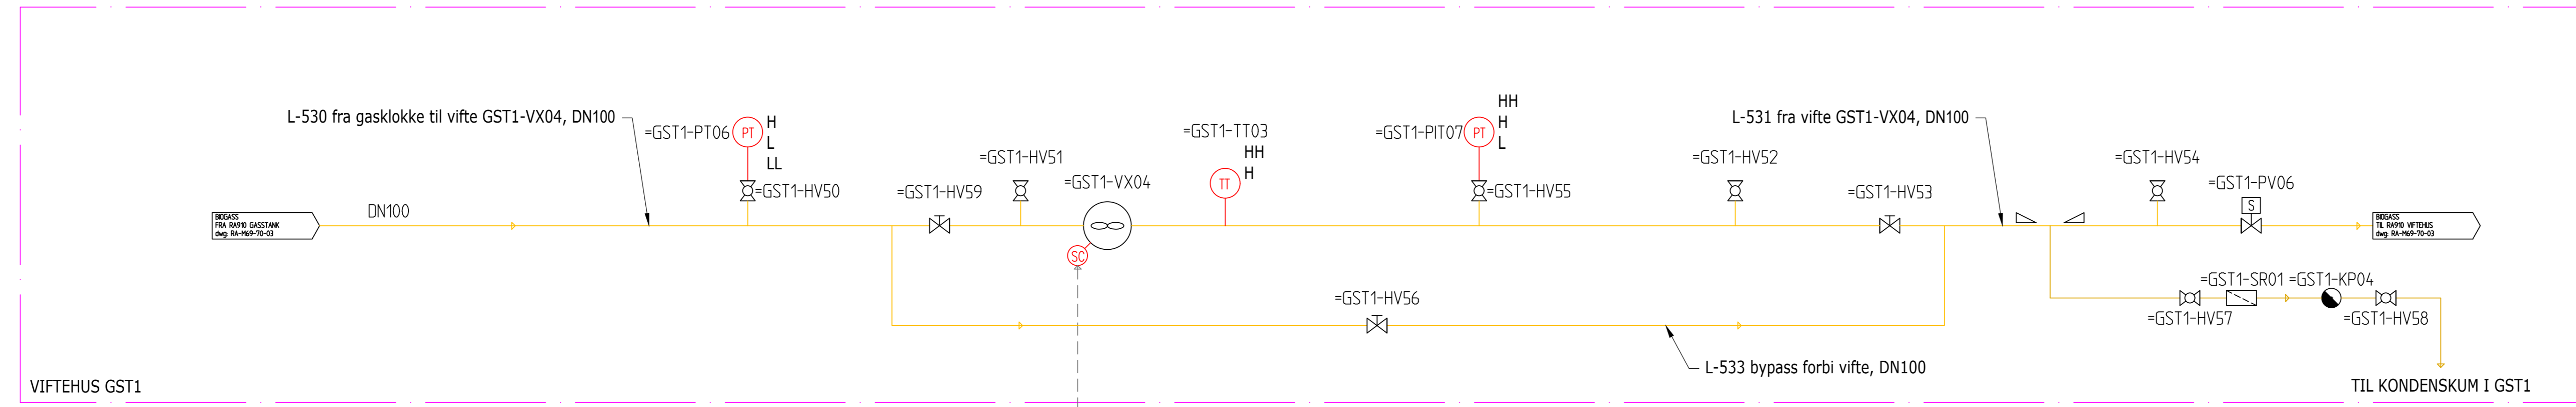 HH
L-530 fra gasklokke til vifte GST1-VX04, DN100
=GST1-PT06
PT
H
L
LL
=GST1-TT03
HH
H
TT
=GST1-PIT07
PT
H
L
L-531 fra vifte GST1-VX04, DN100
=GST1-HV51
=GST1-HV52
=GST1-HV54
=GST1-HV50
=GST1-HV59
=GST1-VX04
=GST1-HV55
=GST1-HV53
=GST1-PV06
S
DN100
BIOGASS
FRA RA910 GASSTANK
dwg. RA-M69-70-03
BIOGASS
TIL RA910 VIFTEHUS
dwg. RA-M69-70-03
SC
=GST1-SR01
=GST1-KP04
=GST1-HV56
=GST1-HV57
=GST1-HV58
L-533 bypass forbi vifte, DN100
VIFTEHUS GST1
TIL KONDENSKUM I GST1